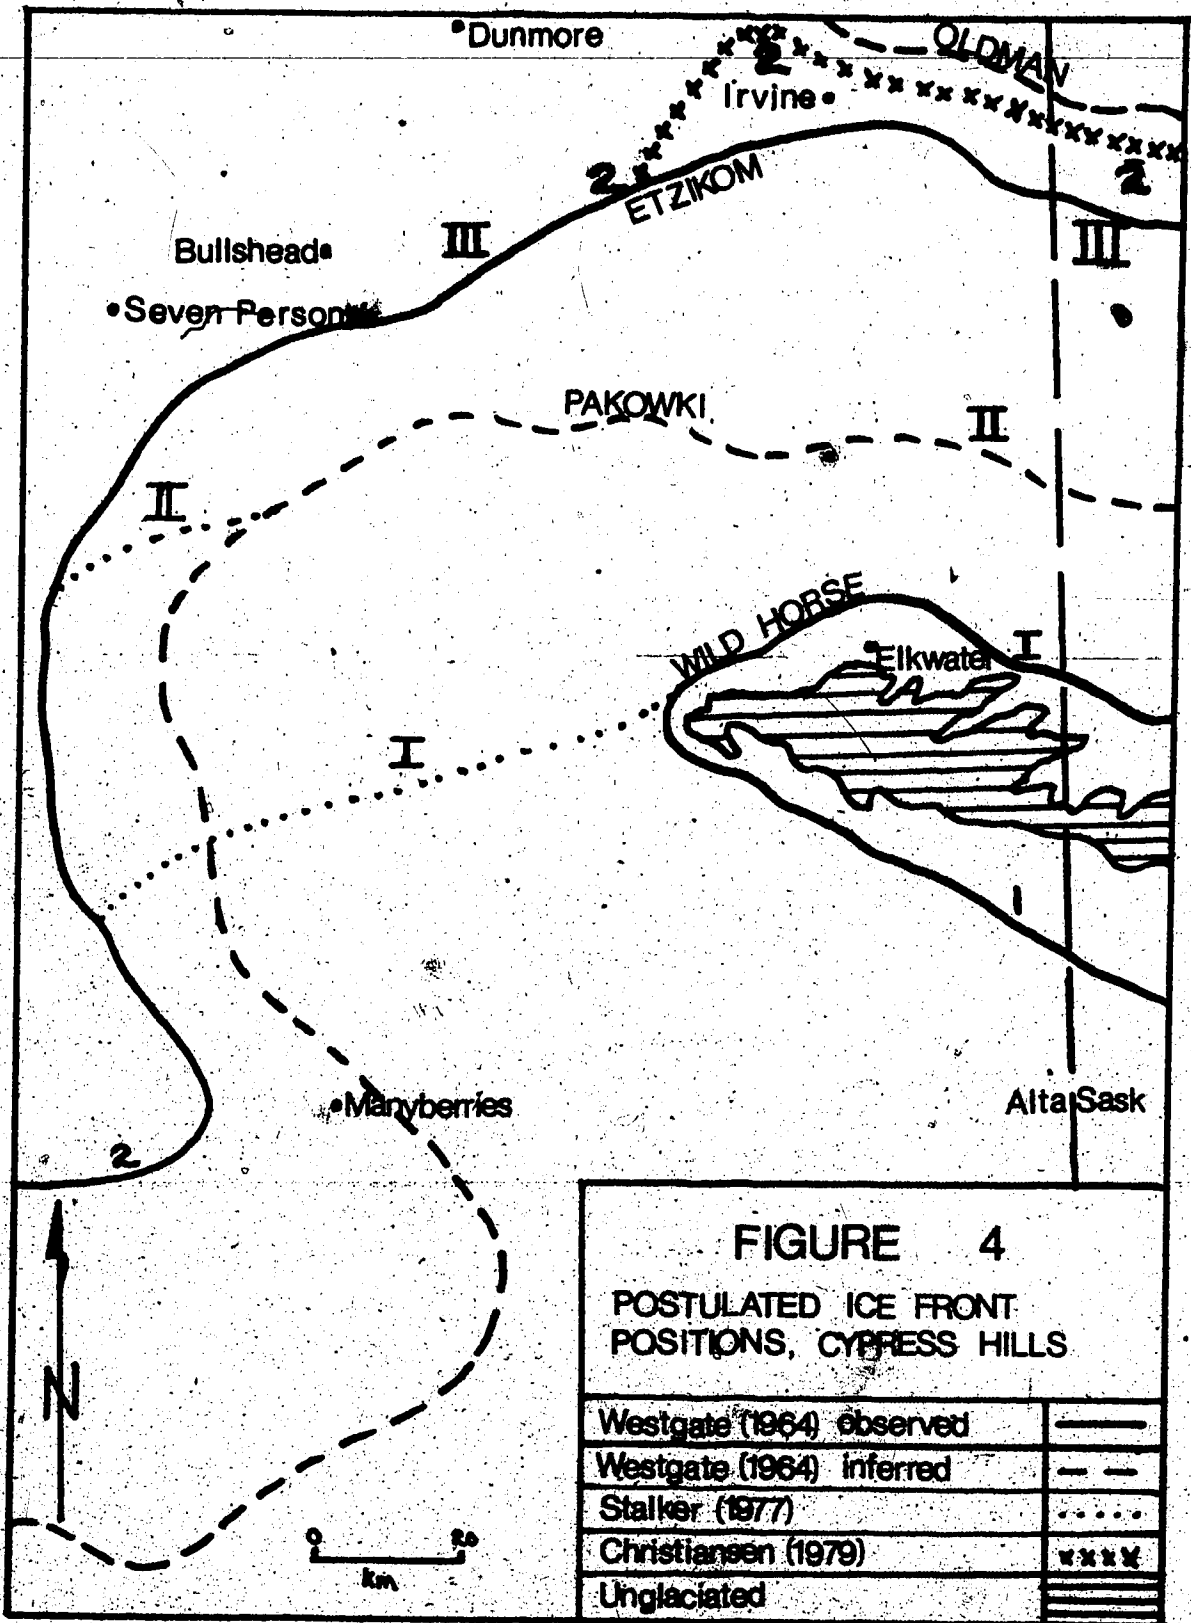 Dunmore
OLDMAN
2
Irvine
2
ETZIKOM
2
III
III
Bullshead
Seven Persons
PAKOWKI
II
II
WILD HORSE
Elkwater
I
I
I
Manyberries
Alta Sask
2
N
0 20
km
FIGURE 4
POSTULATED ICE FRONT
POSITIONS, CYPRESS HILLS
Westgate (1964) observed
Westgate (1964) inferred
Stalker (1977)
Christiansen (1979)
Unglaciated